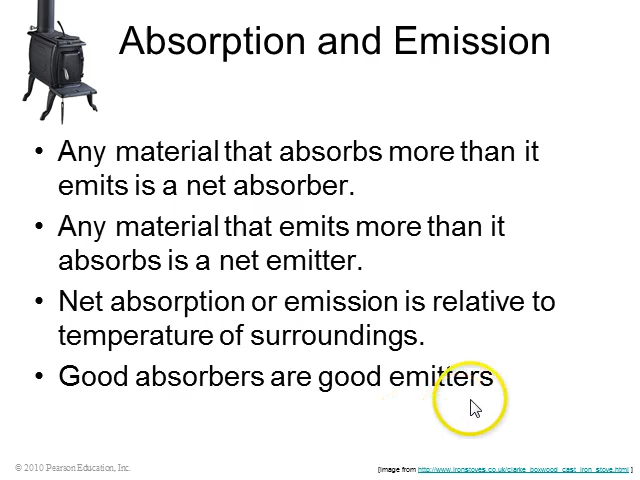 Absorption and Emission
• Any material that absorbs more than it
emits is a net absorber.
• Any material that emits more than it
absorbs is a net emitter.
• Net absorption or emission is relative to
temperature of surroundings.
• Good absorbers are good emitters
© 2010 Pearson Education, Inc.
[Image from http://www.ironstoves.co.uk/clarke_boxwood_cast_iron_stove.html ]